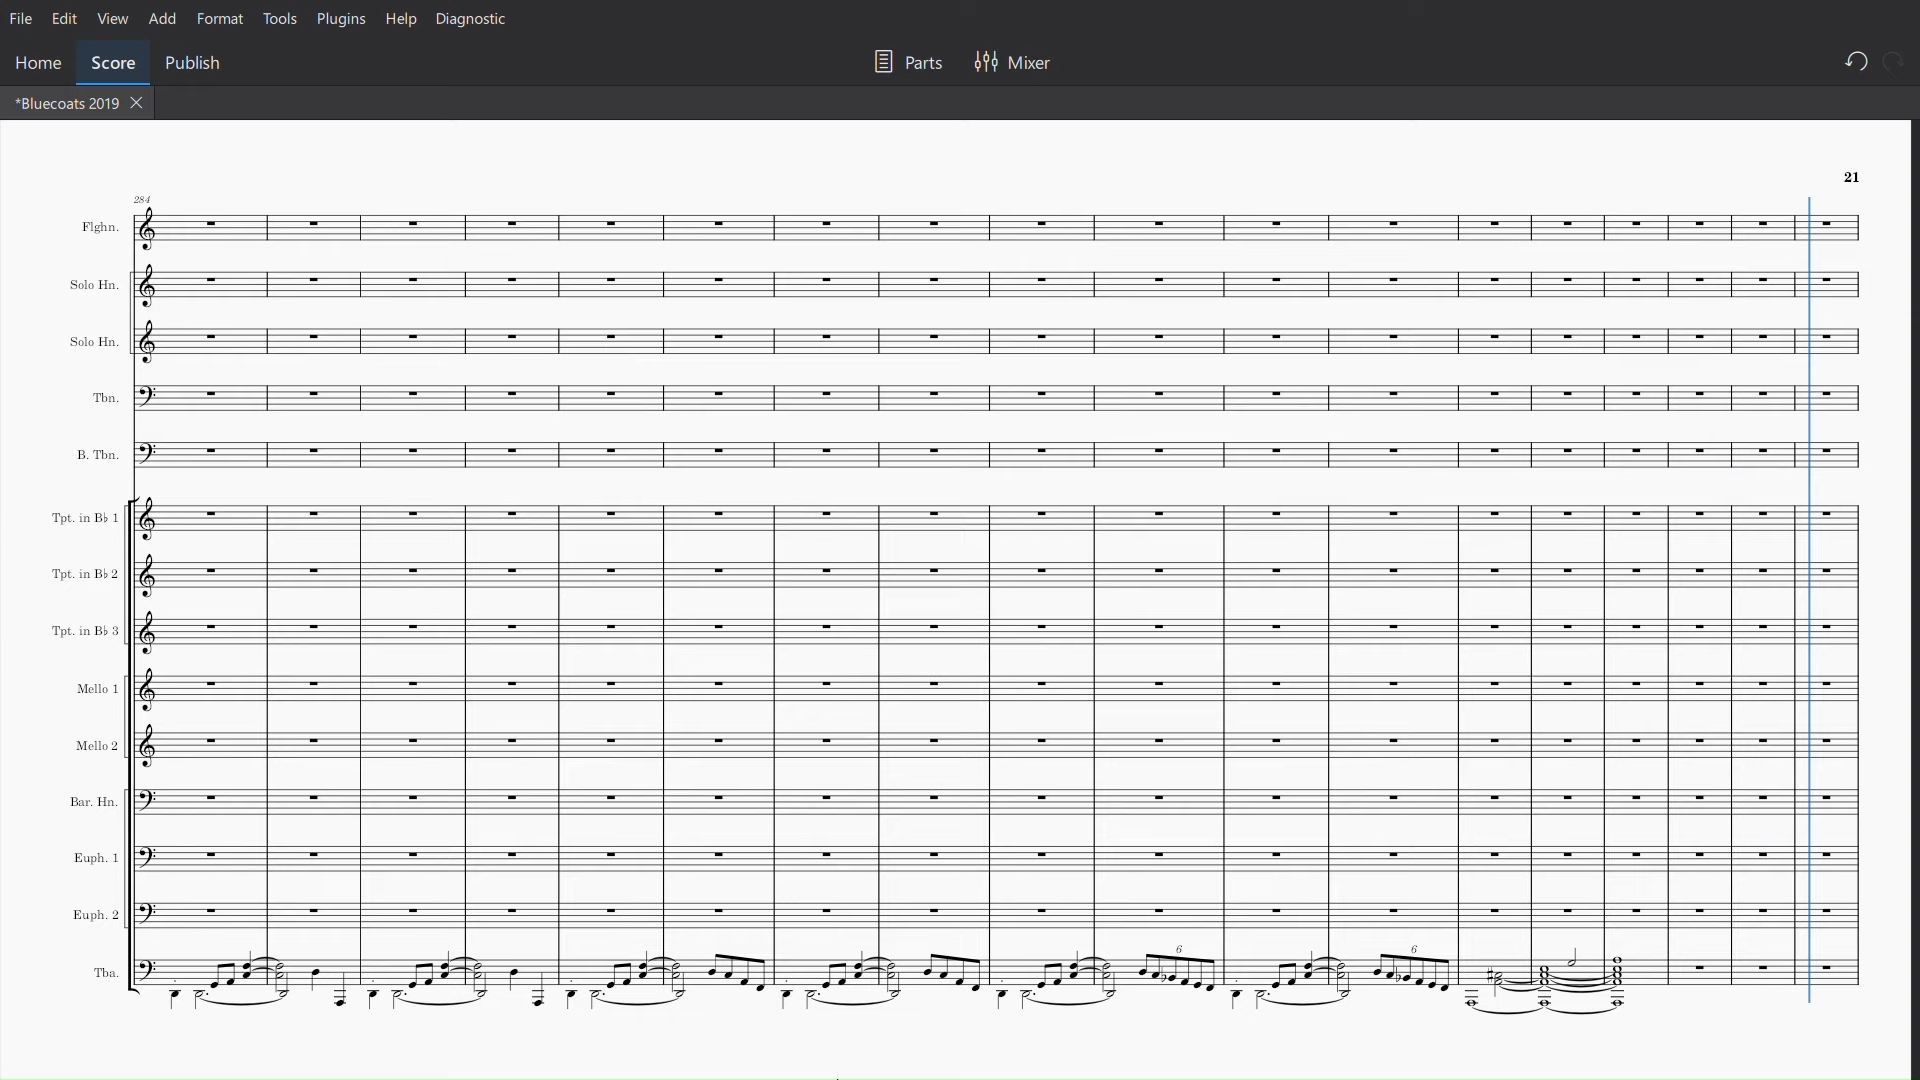 File Edit View Add Format Tools Plugins Help Diagnostic
Home Score Publish Parts Mixer
*Bluecoats 2019
21
284
Flghn.
Solo Hn.
Solo Hn.
Tbn.
B. Tbn.
Tpt. in B♭ 1
Tpt. in B♭ 2
Tpt. in B♭ 3
Mello 1
Mello 2
Bar. Hn.
Euph. 1
Euph. 2
6 6
Tba.